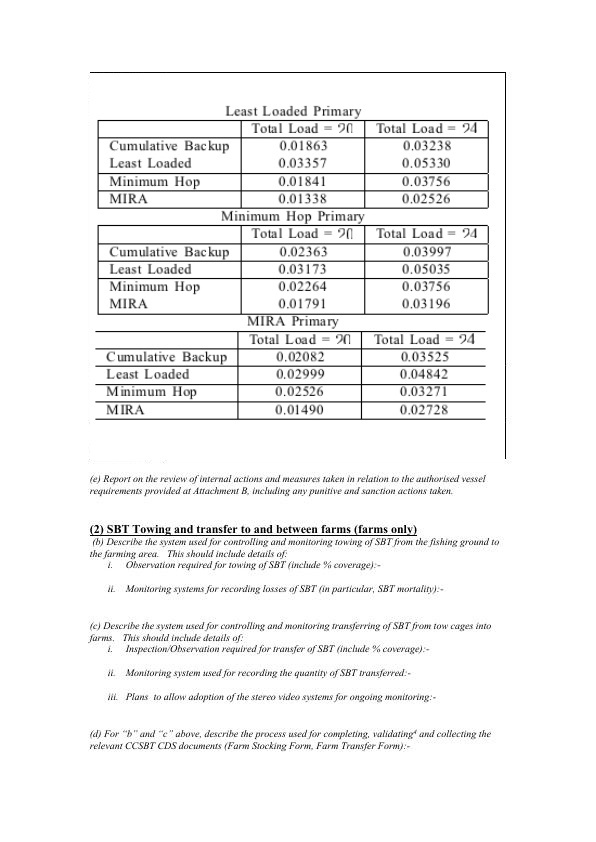 Least Loaded Primary
Total Load = 20 Total Load = 24
Cumulative Backup 0.01863 0.03238
Least Loaded 0.03357 0.05330
Minimum Hop 0.01841 0.03756
MIRA 0.01338 0.02526
Minimum Hop Primary
Total Load = 20 Total Load = 24
Cumulative Backup 0.02363 0.03997
Least Loaded 0.03173 0.05035
Minimum Hop 0.02264 0.03756
MIRA 0.01791 0.03196
MIRA Primary
Total Load = 20 Total Load = 24
Cumulative Backup 0.02082 0.03525
Least Loaded 0.02999 0.04842
Minimum Hop 0.02526 0.03271
MIRA 0.01490 0.02728
(e) Report on the review of internal actions and measures taken in relation to the authorised vessel
requirements provided at Attachment B, including any punitive and sanction actions taken.
(2) SBT Towing and transfer to and between farms (farms only)
(b) Describe the system used for controlling and monitoring towing of SBT from the fishing ground to
the farming area. This should include details of:
i. Observation required for towing of SBT (include % coverage):-
ii. Monitoring systems for recording losses of SBT (in particular, SBT mortality):-
(c) Describe the system used for controlling and monitoring transferring of SBT from tow cages into
farms. This should include details of:
i. Inspection/Observation required for transfer of SBT (include % coverage):-
ii. Monitoring system used for recording the quantity of SBT transferred:-
iii. Plans to allow adoption of the stereo video systems for ongoing monitoring:-
(d) For “b” and “c” above, describe the process used for completing, validating⁴ and collecting the
relevant CCSBT CDS documents (Farm Stocking Form, Farm Transfer Form):-